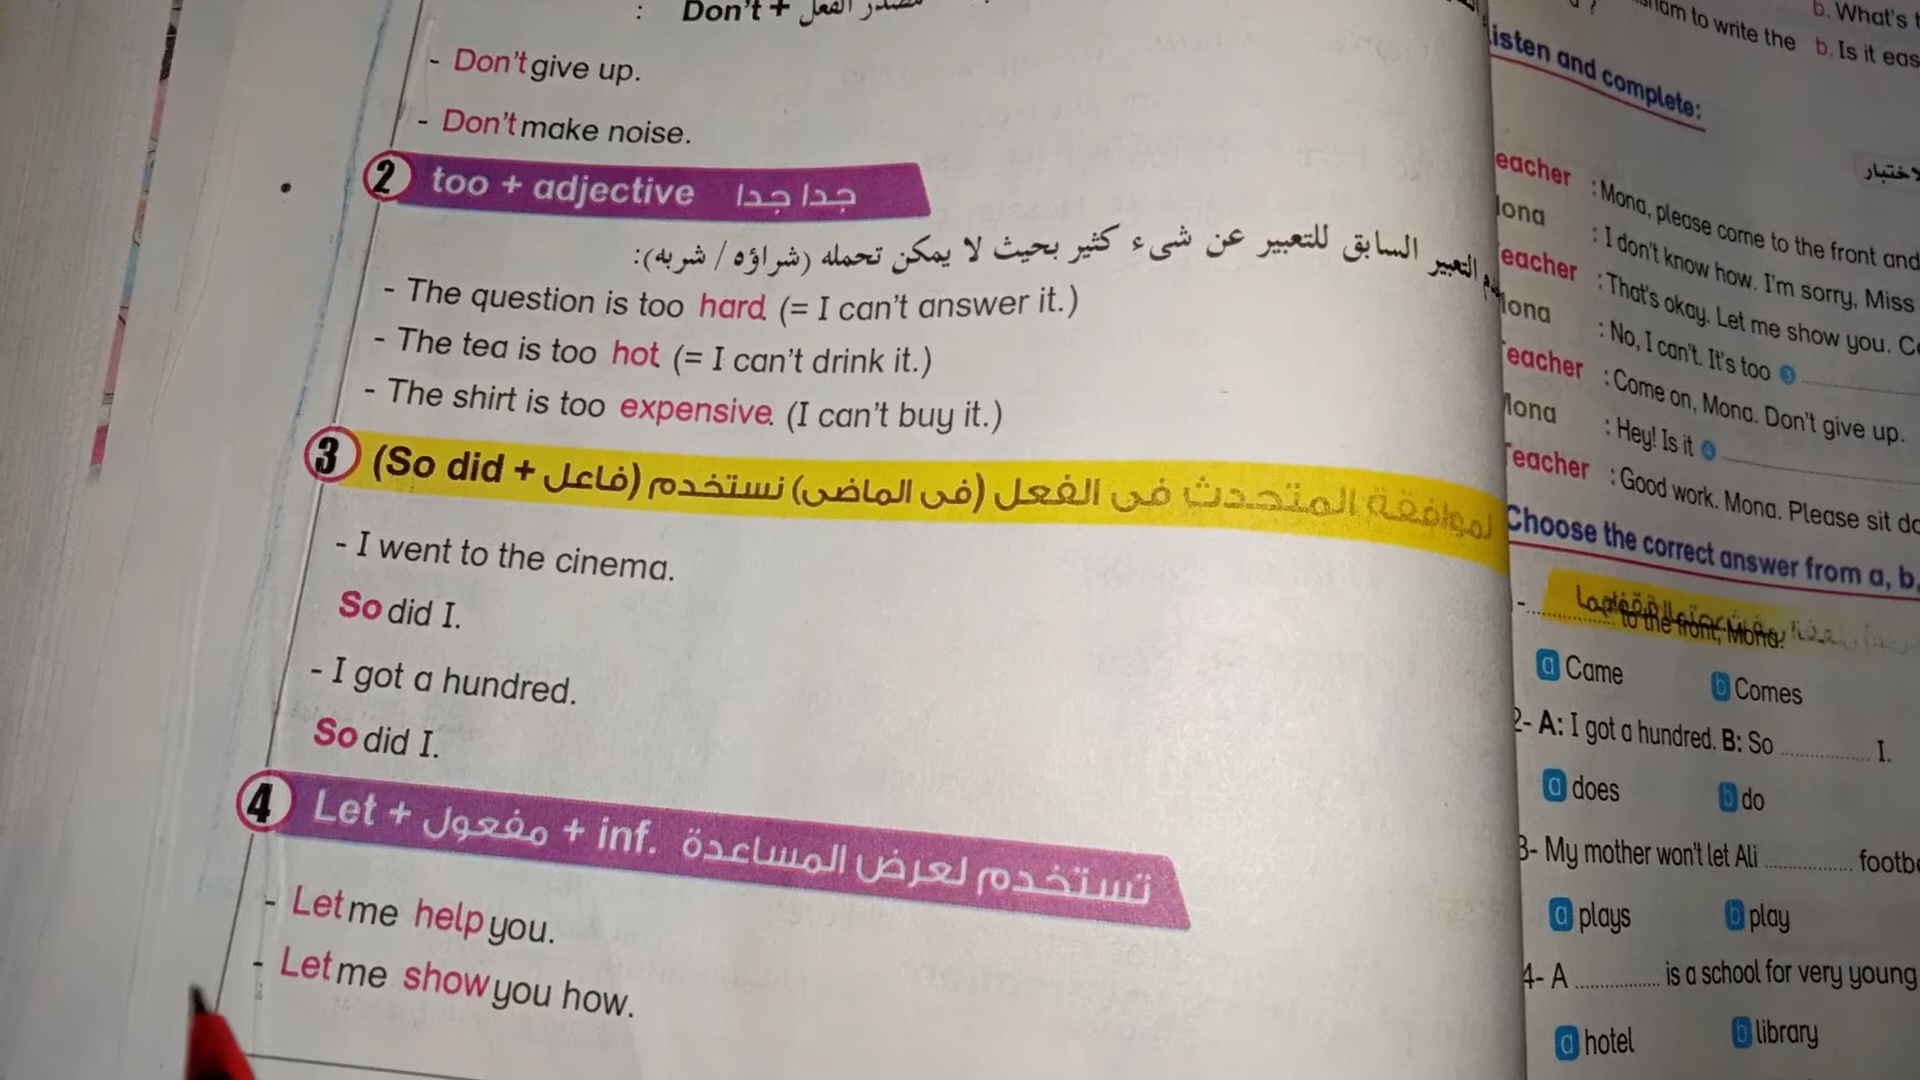 : Don't + مصدر الفعل
- Don't give up.
- Don't make noise.
2 too + adjective جدا جدا
التعبير السابق للتعبير عن شىء كثير بحيث لا يمكن تحمله (شراؤه / شربه):
- The question is too hard. (= I can't answer it.)
- The tea is too hot. (= I can't drink it.)
- The shirt is too expensive. (I can't buy it.)
3 لموافقة المتحدث فى الفعل (فى الماضى) نستخدم (So did + فاعل)
- I went to the cinema.
So did I.
- I got a hundred.
So did I.
4 Let + مفعول + inf. تستخدم لعرض المساعدة
- Let me help you.
- Let me show you how.
to write the
b. What's
b. Is it
isten and complete:
eacher : Mona, please come to the front and
ona : I don't know how. I'm sorry, Miss
eacher : That's okay. Let me show you.
ona : No, I can't. It's too 3
eacher : Come on, Mona. Don't give up.
ona : Hey! Is it 4
eacher : Good work. Mona. Please sit
Choose the correct answer from a, b,
- .............. to the front, Mona.
a Came b Comes
2- A: I got a hundred. B: So .............. I.
a does b do
3- My mother won't let Ali ..............
a plays b play
4- A .............. is a school for very young
a hotel b library